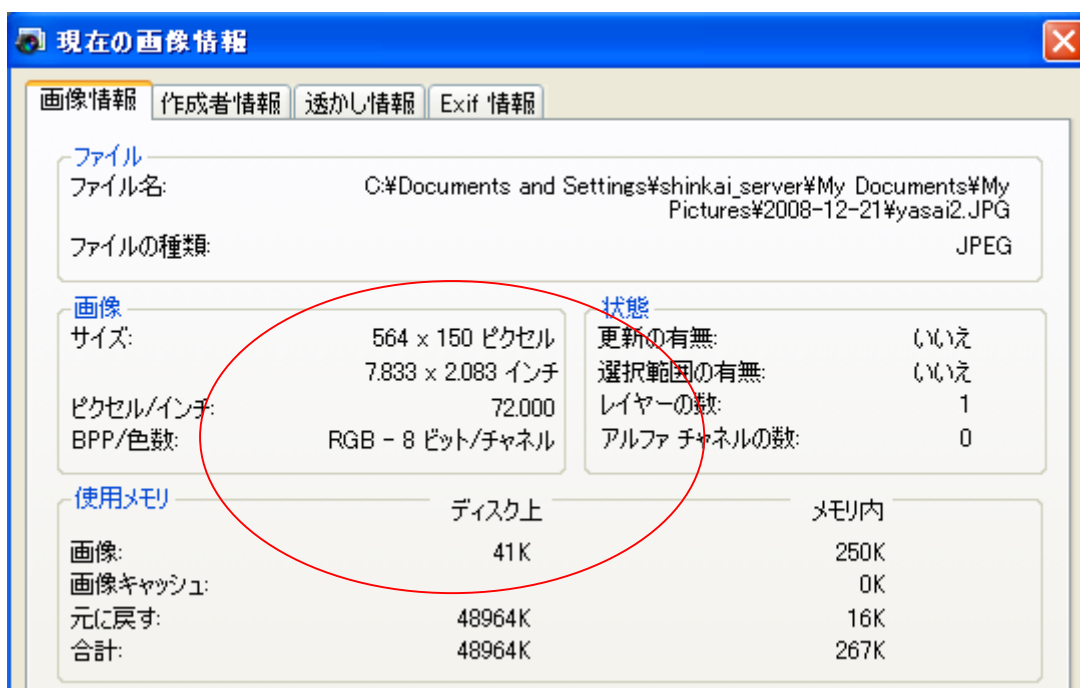 現在の画像情報
画像情報 作成者情報 透かし情報 Exif 情報
ファイル
ファイル名: C:¥Documents and Settings¥shinkai_server¥My Documents¥My
Pictures¥2008-12-21¥yasai2.JPG
ファイルの種類: JPEG
画像
サイズ: 564 x 150 ピクセル
7.833 x 2.083 インチ
ピクセル/インチ: 72.000
BPP/色数: RGB - 8 ビット/チャネル
状態
更新の有無: いいえ
選択範囲の有無: いいえ
レイヤーの数: 1
アルファ チャネルの数: 0
使用メモリ
ディスク上 メモリ内
画像: 41K 250K
画像キャッシュ: 0K
元に戻す: 48964K 16K
合計: 48964K 267K